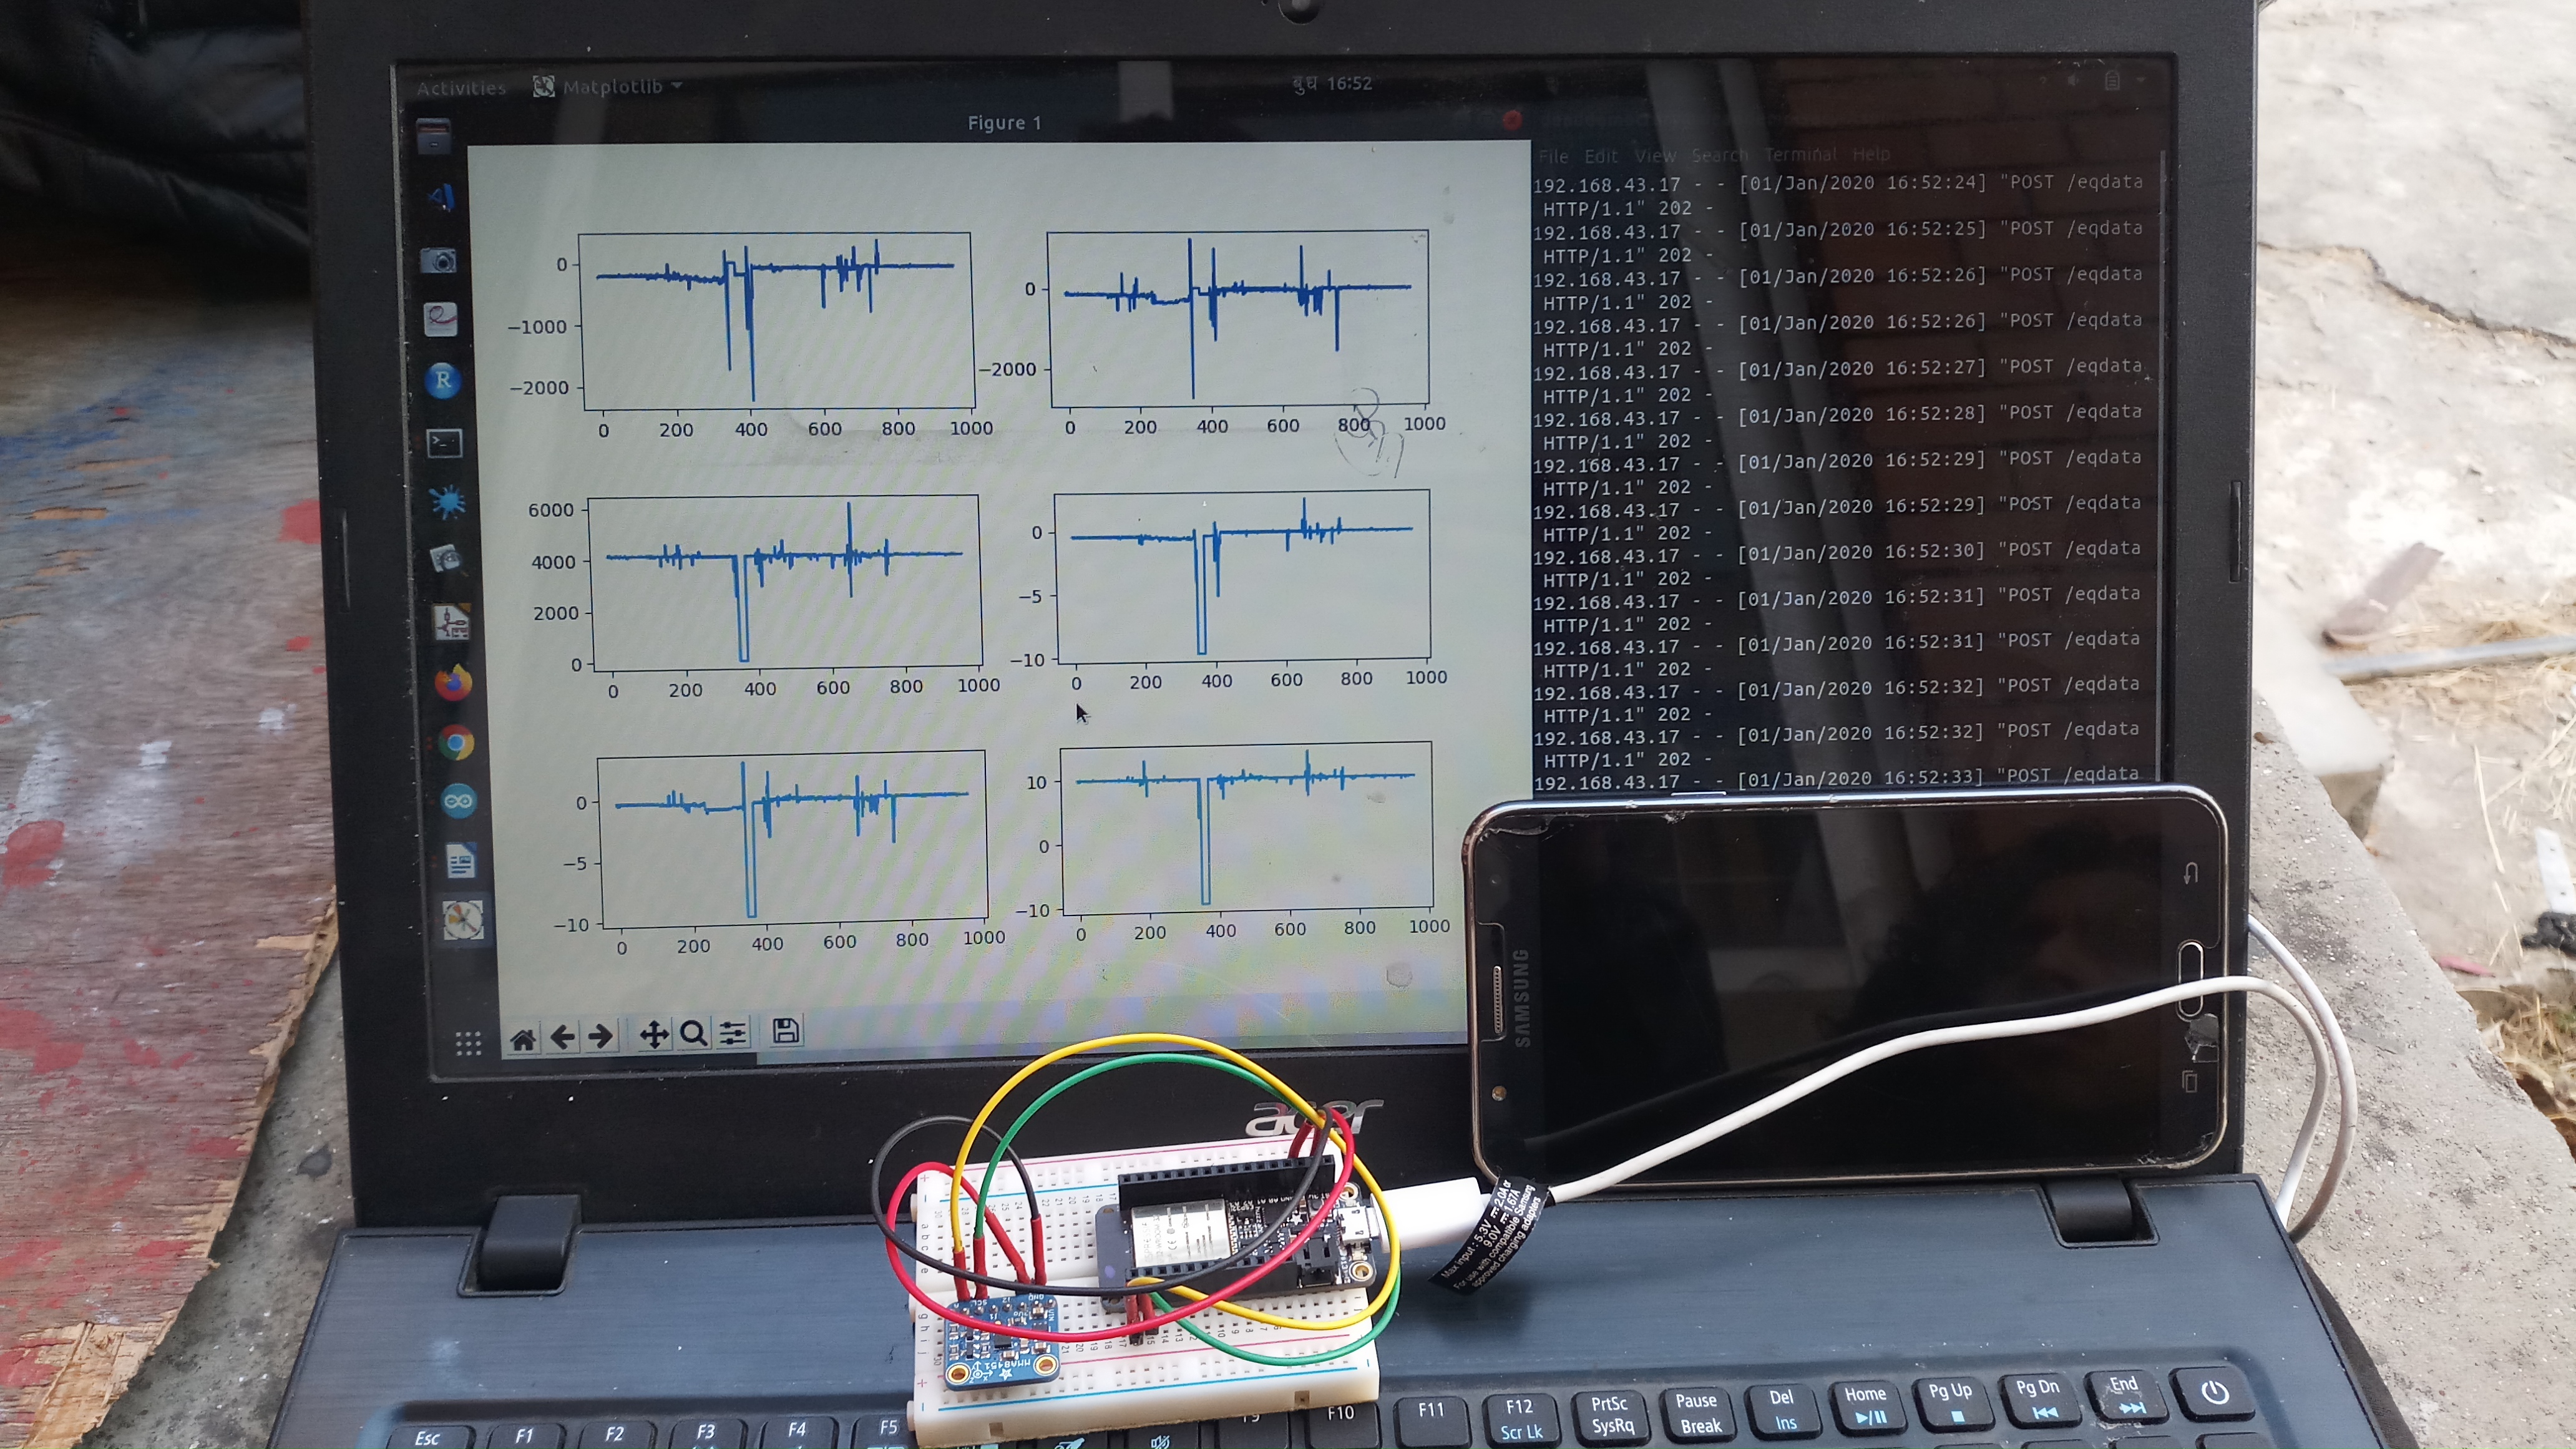 Activities Matplotlib बुध 16:52
Figure 1
File Edit View Search Terminal Help
0
−1000
−2000
0 200 400 600 800 1000
0
−2000
0 200 400 600 800 1000
6000
4000
2000
0
0 200 400 600 800 1000
0
−5
−10
0 200 400 600 800 1000
0
−5
−10
0 200 400 600 800 1000
10
0
−10
0 200 400 600 800 1000
192.168.43.17 - - [01/Jan/2020 16:52:24] "POST /eqdata
HTTP/1.1" 202 -
192.168.43.17 - - [01/Jan/2020 16:52:25] "POST /eqdata
HTTP/1.1" 202 -
192.168.43.17 - - [01/Jan/2020 16:52:26] "POST /eqdata
HTTP/1.1" 202 -
192.168.43.17 - - [01/Jan/2020 16:52:26] "POST /eqdata
HTTP/1.1" 202 -
192.168.43.17 - - [01/Jan/2020 16:52:27] "POST /eqdata
HTTP/1.1" 202 -
192.168.43.17 - - [01/Jan/2020 16:52:28] "POST /eqdata
HTTP/1.1" 202 -
192.168.43.17 - - [01/Jan/2020 16:52:29] "POST /eqdata
HTTP/1.1" 202 -
192.168.43.17 - - [01/Jan/2020 16:52:29] "POST /eqdata
HTTP/1.1" 202 -
192.168.43.17 - - [01/Jan/2020 16:52:30] "POST /eqdata
HTTP/1.1" 202 -
192.168.43.17 - - [01/Jan/2020 16:52:31] "POST /eqdata
HTTP/1.1" 202 -
192.168.43.17 - - [01/Jan/2020 16:52:31] "POST /eqdata
HTTP/1.1" 202 -
192.168.43.17 - - [01/Jan/2020 16:52:32] "POST /eqdata
HTTP/1.1" 202 -
192.168.43.17 - - [01/Jan/2020 16:52:32] "POST /eqdata
HTTP/1.1" 202 -
192.168.43.17 - - [01/Jan/2020 16:52:33] "POST /eqdata
SAMSUNG
acer
Max Input : 5.3V 2.0A or
9.0V 1.67A
For use with compatible Samsung
approved charging adapters
MMA8451
Esc F1 F2 F3 F4 F5 F9 F10 F11 F12 PrtSc Pause Del Home Pg Up Pg Dn End
Scr Lk SysRq Break Ins